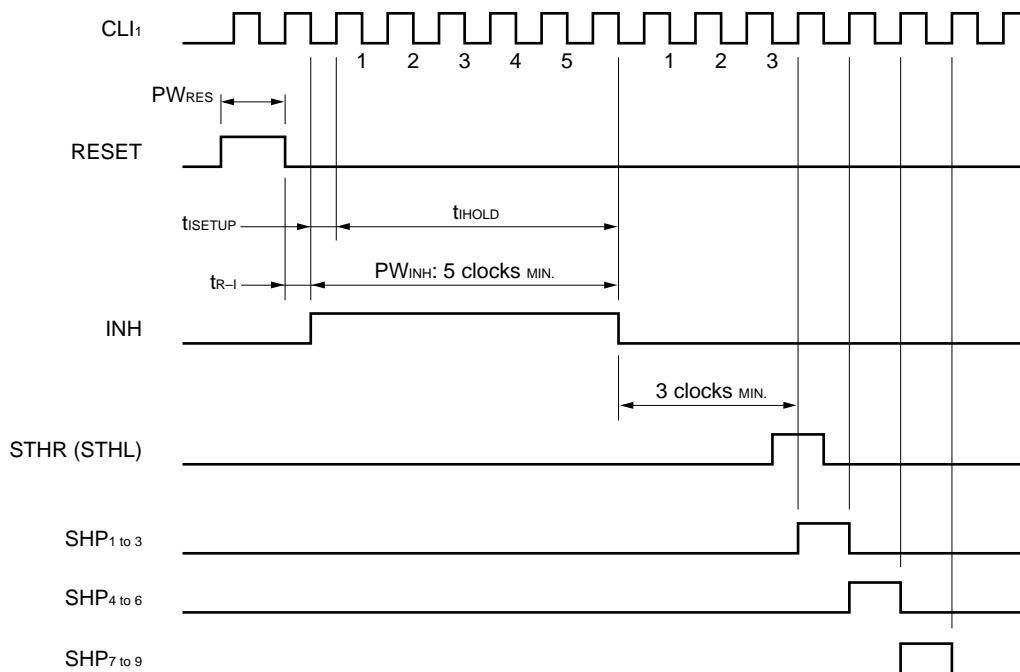 CLI1
1 2 3 4 5 1 2 3
PWRES
RESET
tISETUP
tIHOLD
PWINH: 5 clocks MIN.
tR–I
INH
3 clocks MIN.
STHR (STHL)
SHP1 to 3
SHP4 to 6
SHP7 to 9